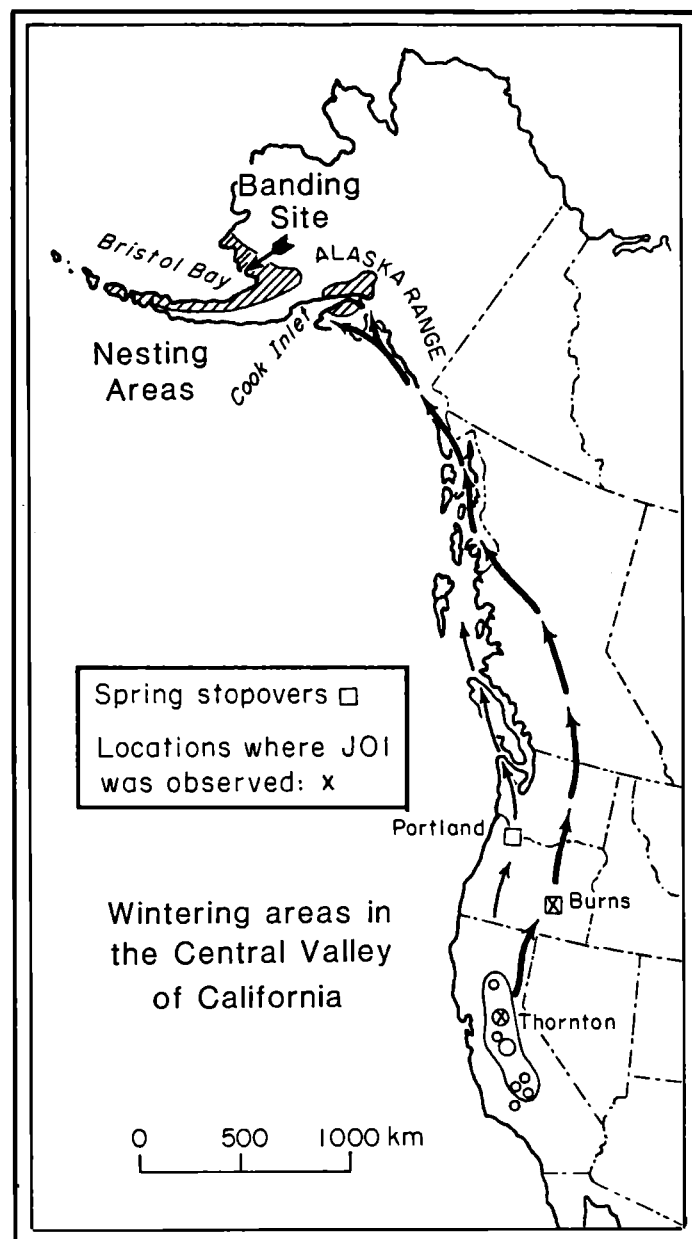 Banding
Site
Bristol Bay
ALASKA RANGE
Nesting
Areas
Cook Inlet
Spring stopovers □
Locations where JO1
was observed: x
Portland
Burns
Wintering areas in
the Central Valley
of California
Thornton
0 500 1000 km